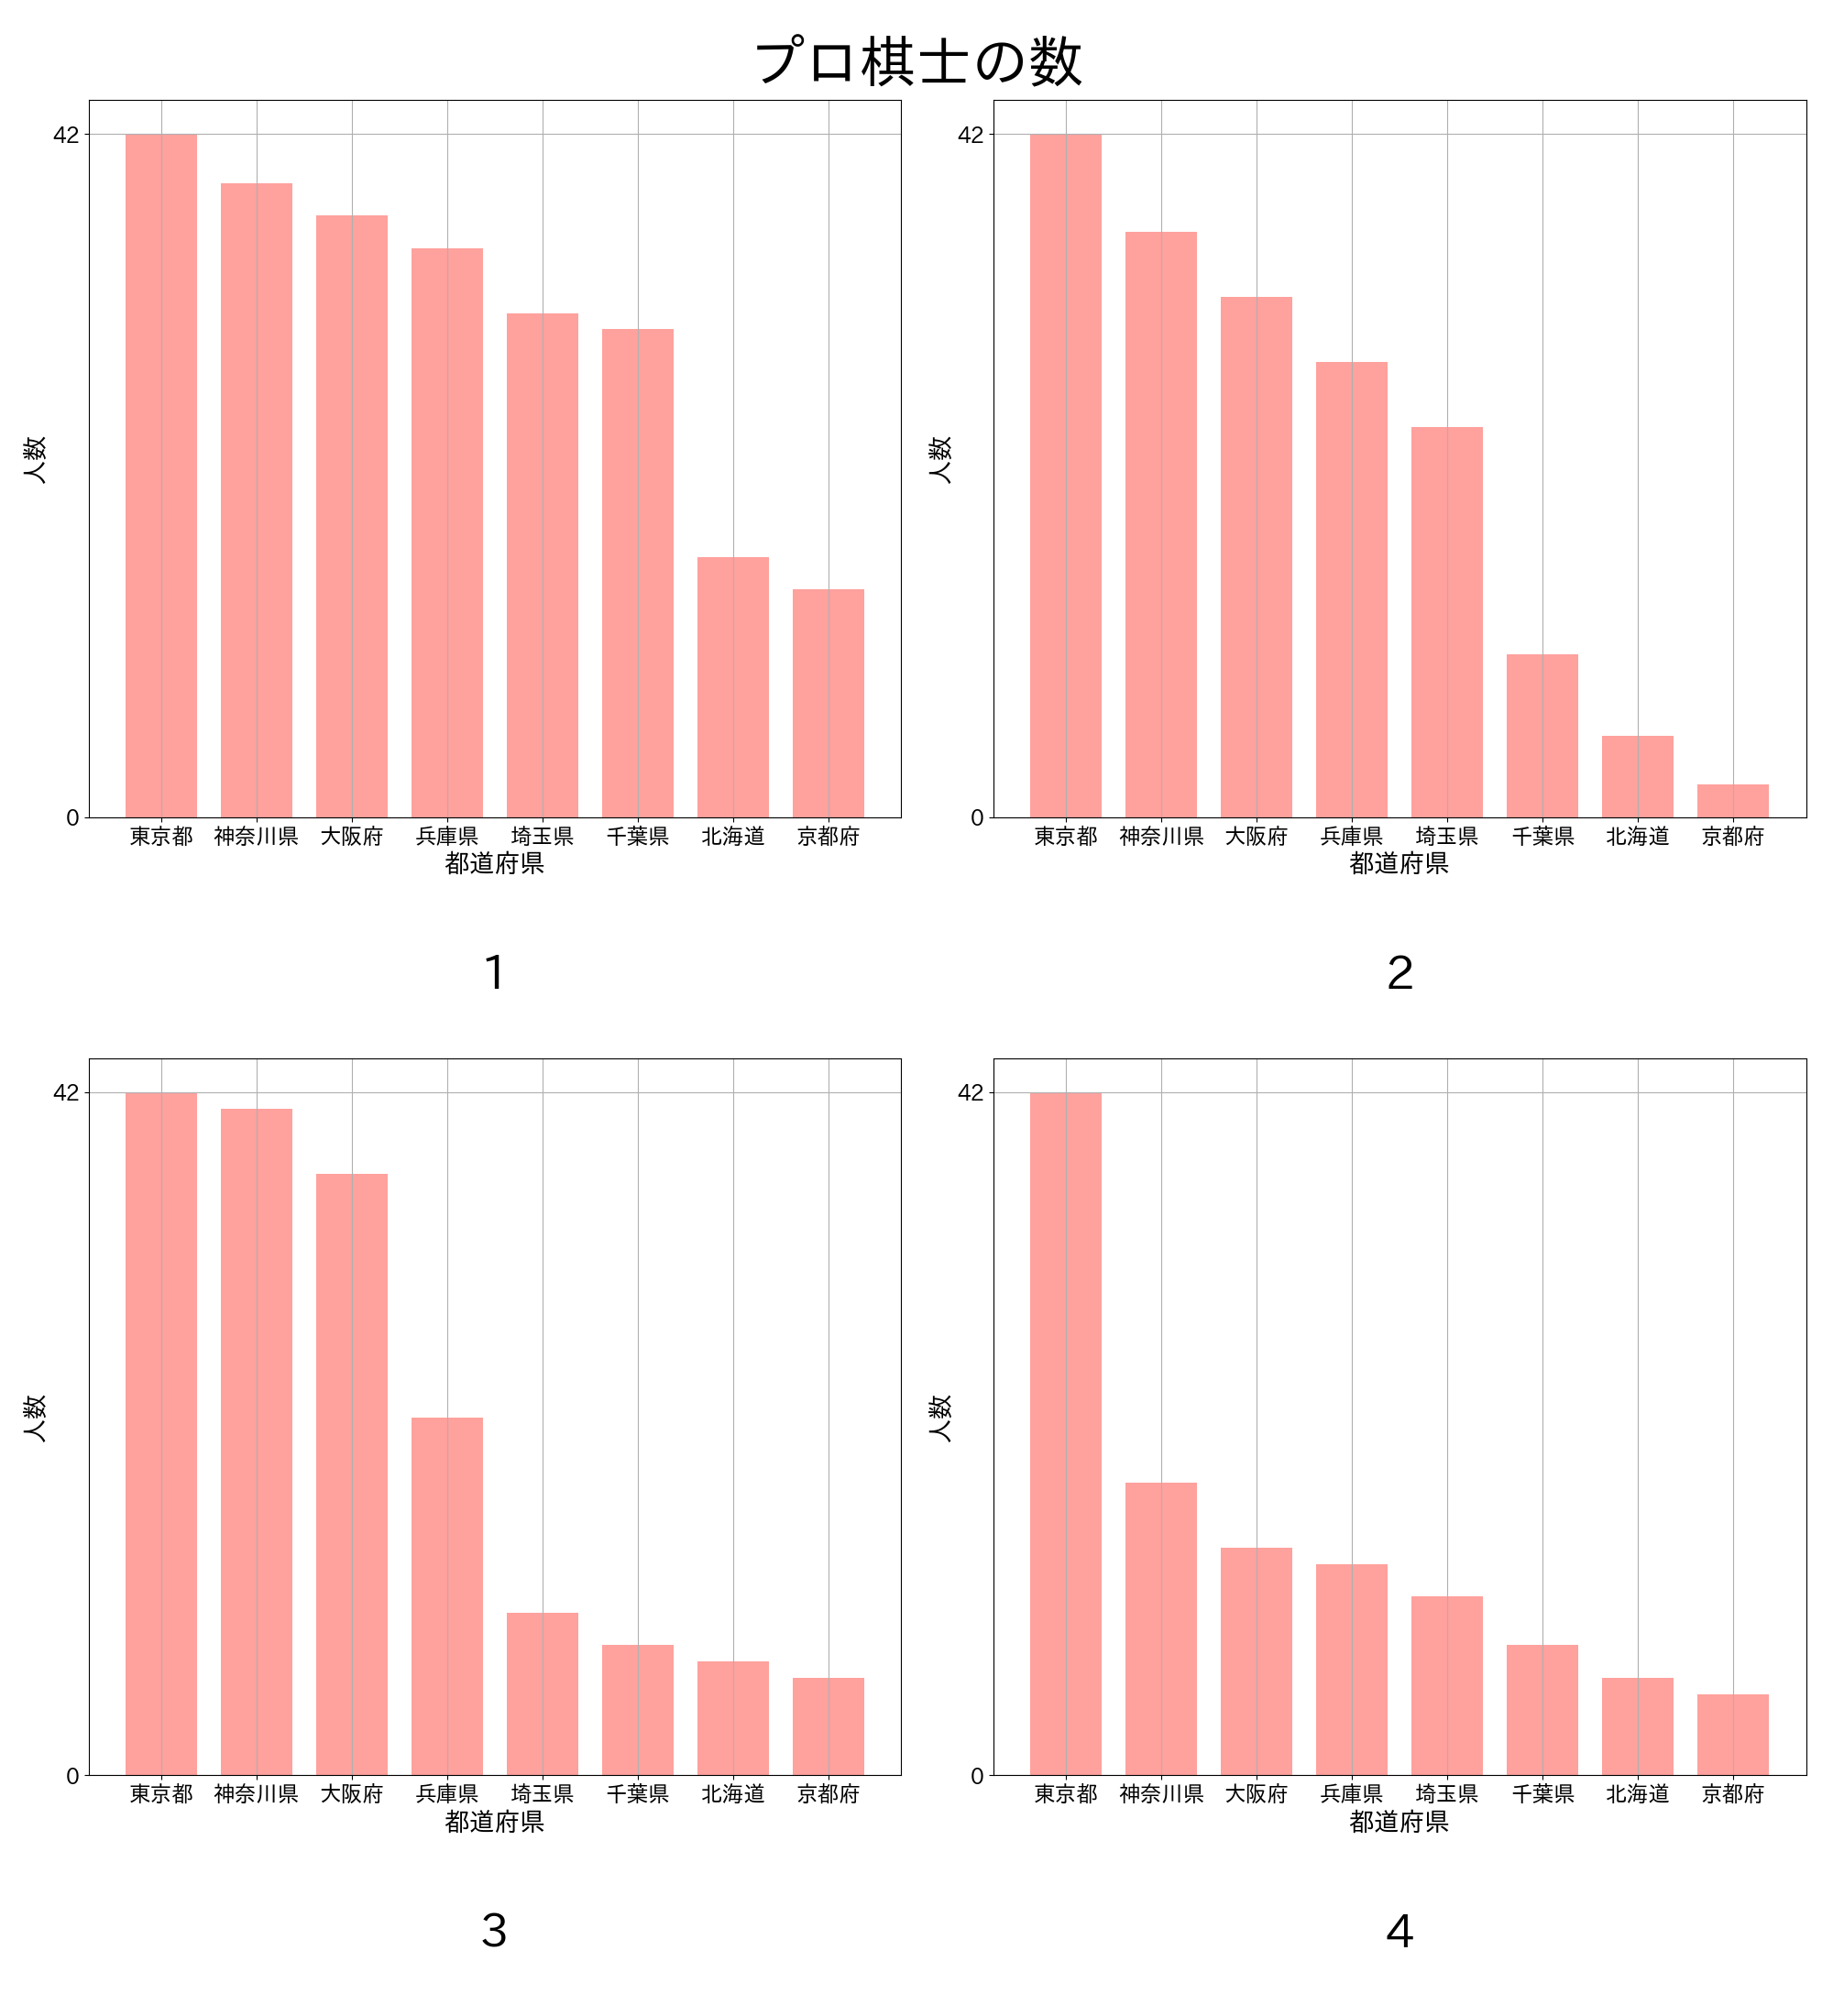 プロ棋士の数
42
0
人数
東京都 神奈川県 大阪府 兵庫県 埼玉県 千葉県 北海道 京都府
都道府県
1
42
0
人数
東京都 神奈川県 大阪府 兵庫県 埼玉県 千葉県 北海道 京都府
都道府県
2
42
0
人数
東京都 神奈川県 大阪府 兵庫県 埼玉県 千葉県 北海道 京都府
都道府県
3
42
0
人数
東京都 神奈川県 大阪府 兵庫県 埼玉県 千葉県 北海道 京都府
都道府県
4